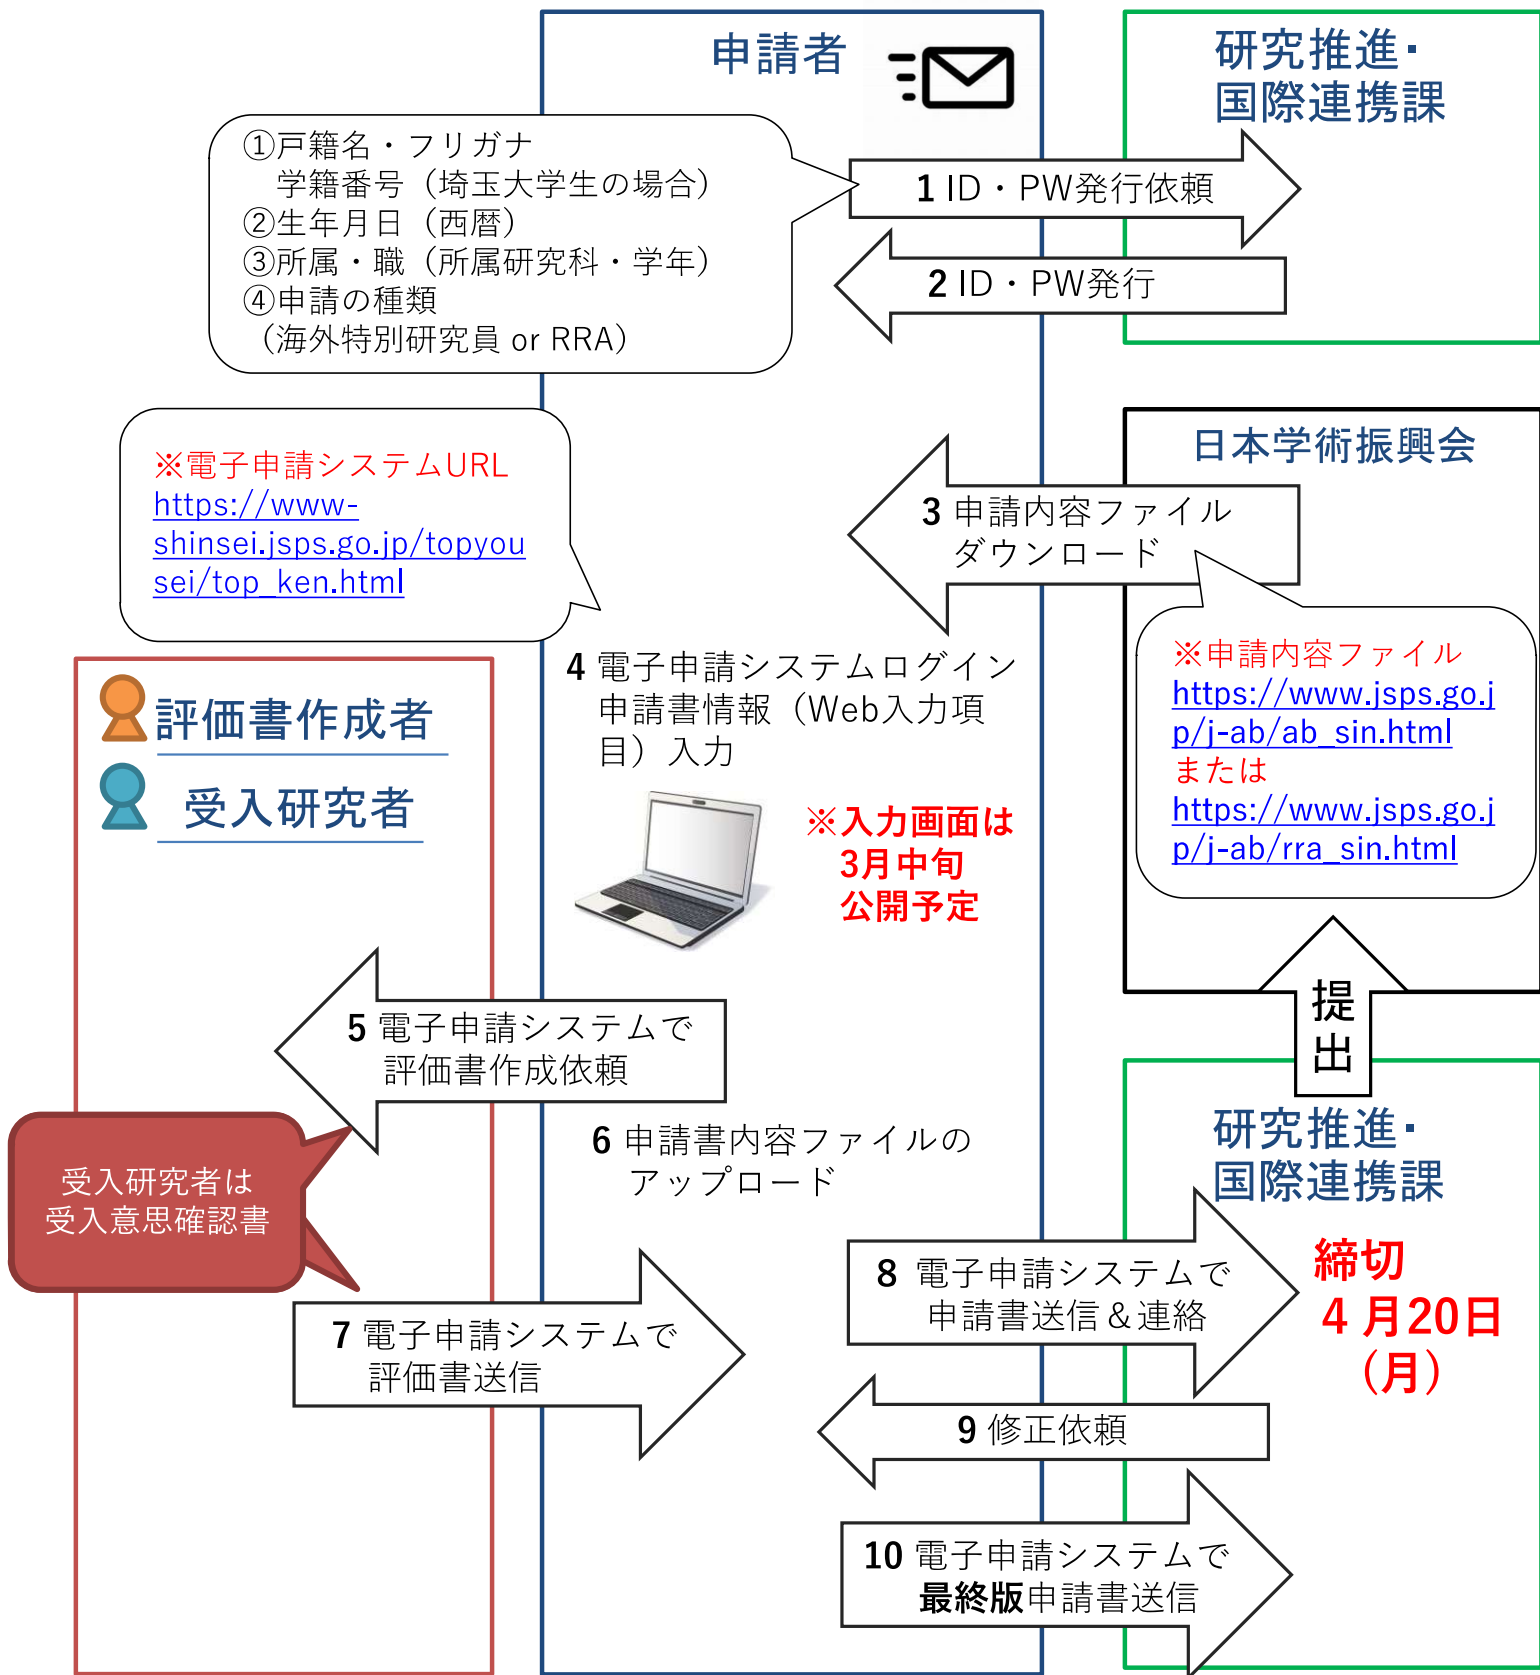 申請者
研究推進・
国際連携課
①戸籍名・フリガナ
学籍番号（埼玉大学生の場合）
②生年月日（西暦）
③所属・職（所属研究科・学年）
④申請の種類
（海外特別研究員 or RRA）
1 ID・PW発行依頼
2 ID・PW発行
※電子申請システムURL
https://www-
shinsei.jsps.go.jp/topyou
sei/top_ken.html
日本学術振興会
3 申請内容ファイル
ダウンロード
※申請内容ファイル
https://www.jsps.go.j
p/j-ab/ab_sin.html
または
https://www.jsps.go.j
p/j-ab/rra_sin.html
4 電子申請システムログイン
申請書情報（Web入力項
目）入力
※入力画面は
3月中旬
公開予定
評価書作成者
受入研究者
5 電子申請システムで
評価書作成依頼
6 申請書内容ファイルの
アップロード
受入研究者は
受入意思確認書
7 電子申請システムで
評価書送信
提
出
研究推進・
国際連携課
締切
4 月20日
（月）
8 電子申請システムで
申請書送信＆連絡
9 修正依頼
10 電子申請システムで
最終版申請書送信